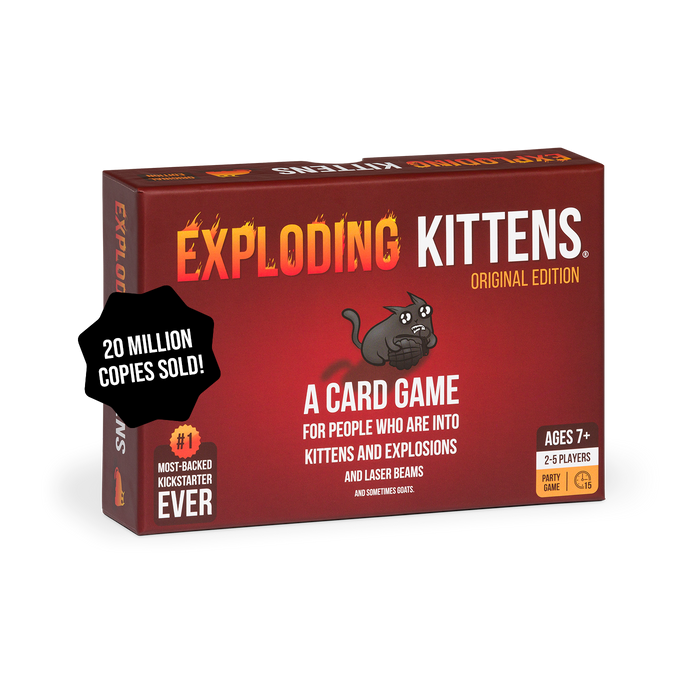 EXPLODING KITTENS
ORIGINAL EDITION
EXPLODING KITTENS®
ORIGINAL EDITION
20 MILLION
COPIES SOLD!
A CARD GAME
FOR PEOPLE WHO ARE INTO
KITTENS AND EXPLOSIONS
AND LASER BEAMS
AND SOMETIMES GOATS.
#1
MOST-BACKED
KICKSTARTER
EVER
AGES 7+
2-5 PLAYERS
PARTY
GAME
15